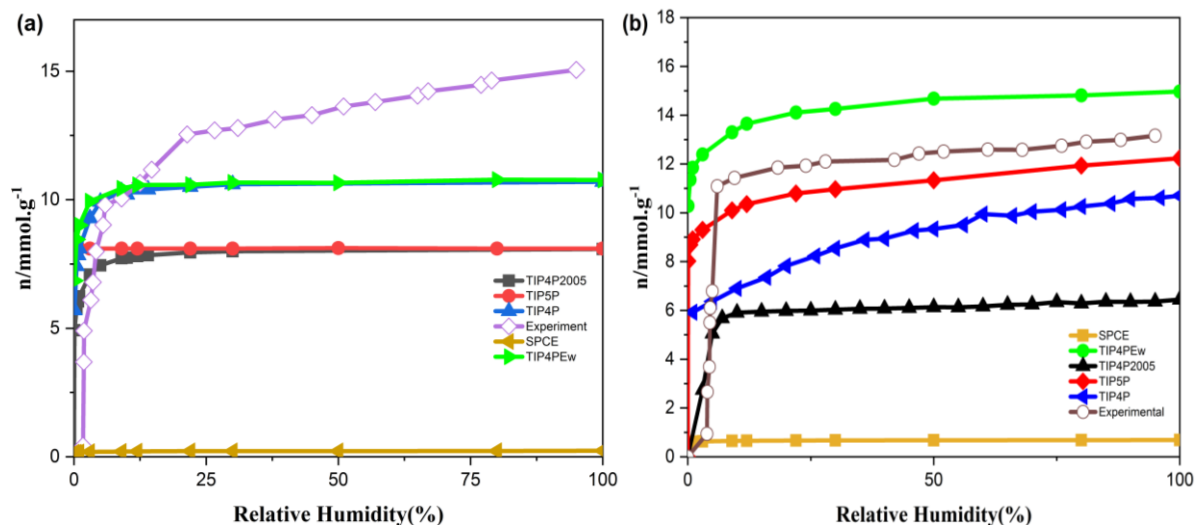 (a)
n/mmol.g-1
15
10
5
0
0 25 50 75 100
Relative Humidity(%)
TIP4P2005
TIP5P
TIP4P
Experiment
SPCE
TIP4PEw
(b)
n/mmol.g-1
18
16
14
12
10
8
6
4
2
0
0 50 100
Relative Humidity(%)
SPCE
TIP4PEw
TIP4P2005
TIP5P
TIP4P
Experimental